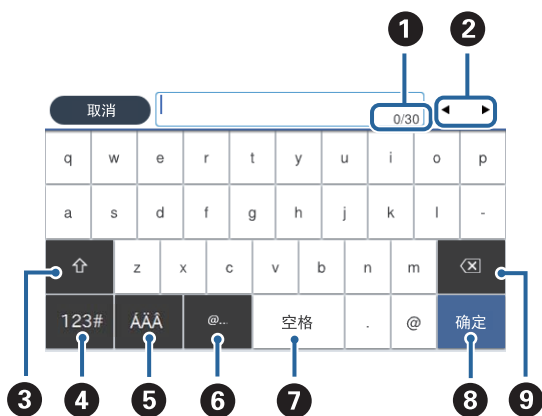 1 2
取消 0/30
q w e r t y u i o p
a s d f g h j k l -
z x c v b n m
123# ÁÄÂ @... 空格 . @ 确定
3 4 5 6 7 8 9